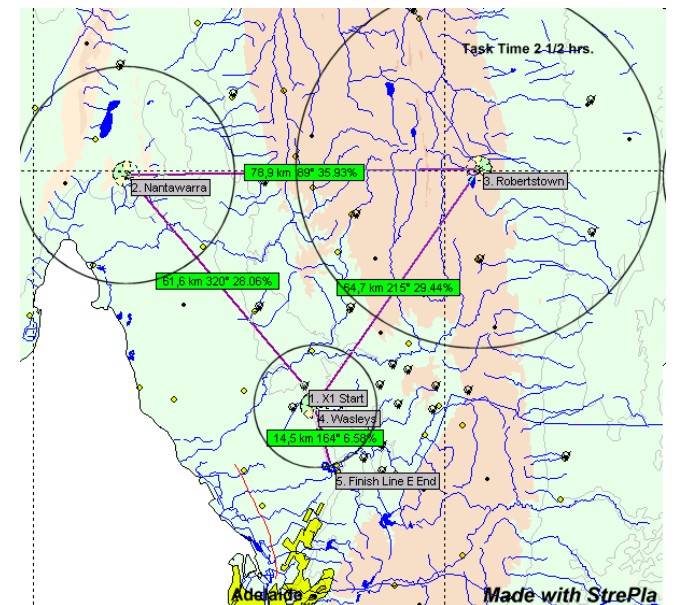 Task Time 2 1/2 hrs.
78,9 km 89° 35.93%
2. Nantawarra
3. Robertstown
61,6 km 320° 28.06%
64,7 km 215° 29.44%
1. X1 Start
4. Wasleys
14,5 km 164° 6.56%
5. Finish Line E End
Adelaide
Made with StrePla